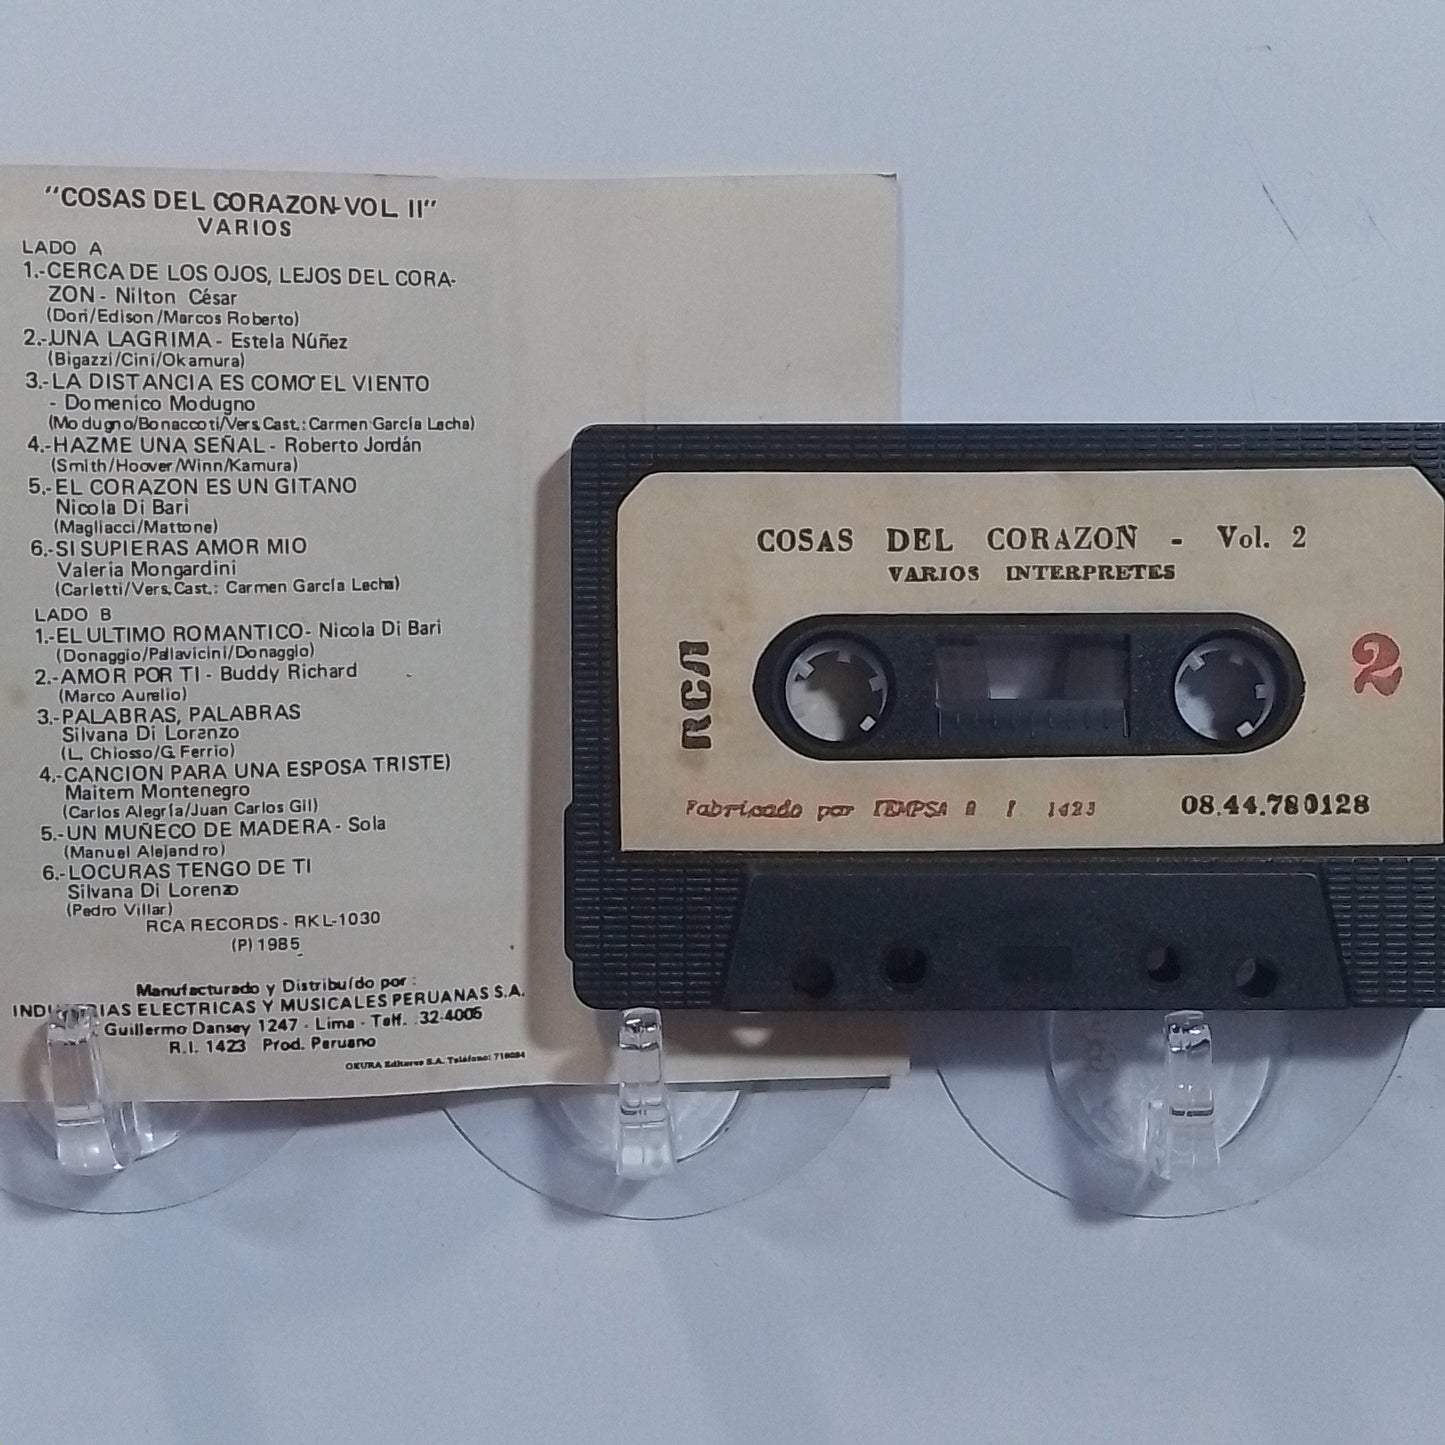 "COSAS DEL CORAZON-VOL. II"
VARIOS
LADO A
1.-CERCA DE LOS OJOS, LEJOS DEL CORA-
ZON - Nilton César
(Dori/Edison/Marcos Roberto)
2.-UNA LAGRIMA - Estela Núñez
(Bigazzi/Cini/Okamura)
3.-LA DISTANCIA ES COMO EL VIENTO
- Domenico Modugno
(Modugno/Bonaccoti/Vers.Cast.: Carmen García Lecha)
4.-HAZME UNA SEÑAL - Roberto Jordán
(Smith/Hoover/Winn/Kamura)
5.-EL CORAZON ES UN GITANO
Nicola Di Bari
(Magliacci/Mattone)
6.-SI SUPIERAS AMOR MIO
Valeria Mongardini
(Carletti/Vers.Cast.: Carmen García Lecha)
LADO B
1.-EL ULTIMO ROMANTICO- Nicola Di Bari
(Donaggio/Pallavicini/Donaggio)
2.-AMOR POR TI - Buddy Richard
(Marco Aurelio)
3.-PALABRAS, PALABRAS
Silvana Di Lorenzo
(L. Chiosso/G. Ferrio)
4.-CANCION PARA UNA ESPOSA TRISTE)
Maitem Montenegro
(Carlos Alegría/Juan Carlos Gil)
5.-UN MUÑECO DE MADERA - Sola
(Manuel Alejandro)
6.-LOCURAS TENGO DE TI
Silvana Di Lorenzo
(Pedro Villar)
RCA RECORDS - RKL-1030
(P) 1985
Manufacturado y Distribuído por :
ELECTRICAS Y MUSICALES PERUANAS S.A.
Guillermo Dansey 1247 - Lima - Telf. 32-4005
R.I. 1423 Prod. Peruano
OKURA Editores S.A. Teléfono: 718084
COSAS DEL CORAZON - Vol. 2
VARIOS INTERPRETES
RCA
2
Fabricado por IEMPSA R I 1423
08.44.780128